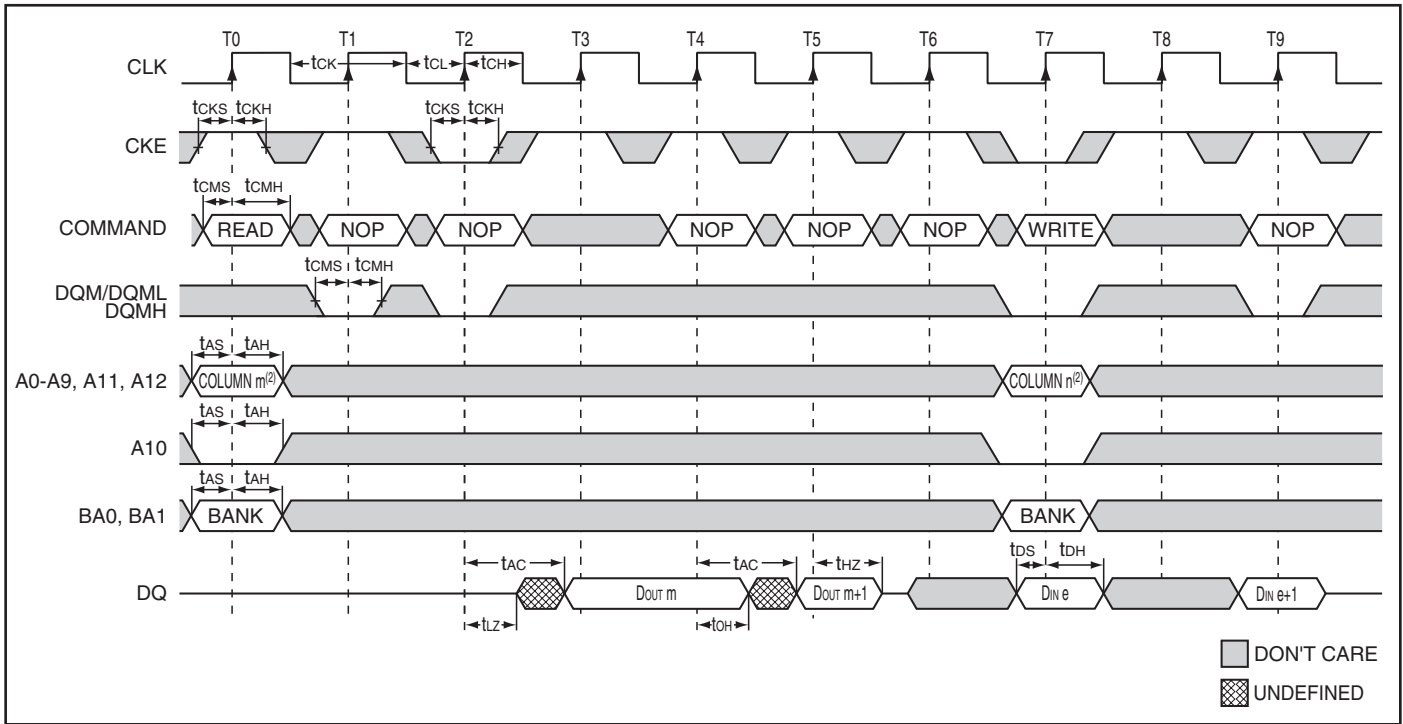 T0 T1 T2 T3 T4 T5 T6 T7 T8 T9
CLK tCK tCL tCH
tCKS tCKH tCKS tCKH
CKE
tCMS tCMH
COMMAND READ NOP NOP NOP NOP NOP WRITE NOP
tCMS tCMH
DQM/DQML
DQMH
tAS tAH
A0-A9, A11, A12 COLUMN m(2) COLUMN n(2)
tAS tAH
A10
tAS tAH
BA0, BA1 BANK BANK
tAC tAC tHZ tDS tDH
DQ DOUT m DOUT m+1 DIN e DIN e+1
tLZ tOH
DON'T CARE
UNDEFINED